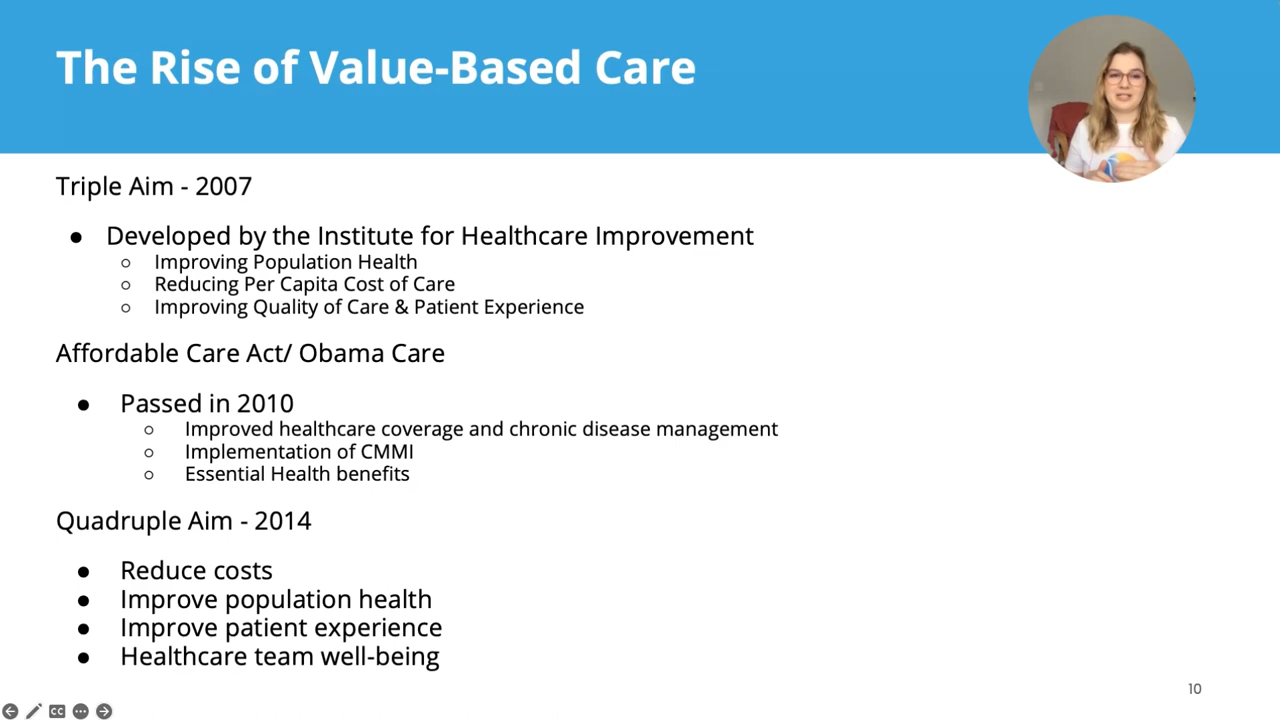 The Rise of Value-Based Care
Triple Aim - 2007
● Developed by the Institute for Healthcare Improvement
○ Improving Population Health
○ Reducing Per Capita Cost of Care
○ Improving Quality of Care & Patient Experience
Affordable Care Act/ Obama Care
● Passed in 2010
○ Improved healthcare coverage and chronic disease management
○ Implementation of CMMI
○ Essential Health benefits
Quadruple Aim - 2014
● Reduce costs
● Improve population health
● Improve patient experience
● Healthcare team well-being
10
CC